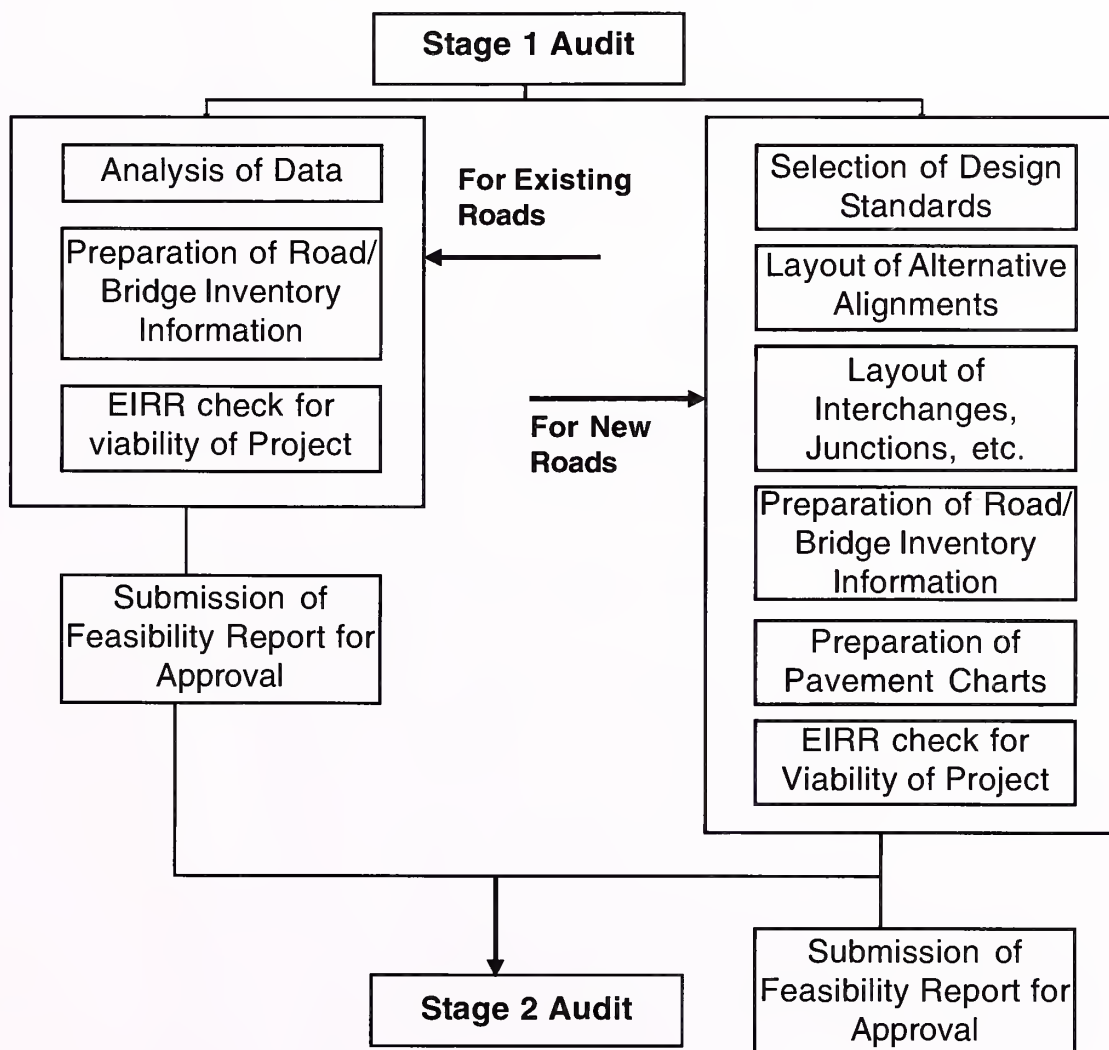 Stage 1 Audit
Analysis of Data
Preparation of Road/
Bridge Inventory
Information
EIRR check for
viability of Project
Submission of
Feasibility Report for
Approval
For Existing
Roads
For New
Roads
Selection of Design
Standards
Layout of Alternative
Alignments
Layout of
Interchanges,
Junctions, etc.
Preparation of Road/
Bridge Inventory
Information
Preparation of
Pavement Charts
EIRR check for
Viability of Project
Submission of
Feasibility Report for
Approval
Stage 2 Audit